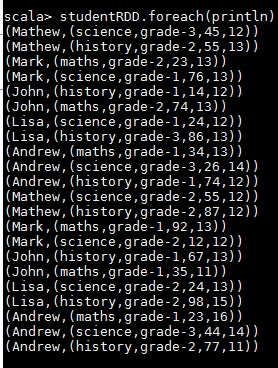 scala> studentRDD.foreach(println)
(Mathew,(science,grade-3,45,12))
(Mathew,(history,grade-2,55,13))
(Mark,(maths,grade-2,23,13))
(Mark,(science,grade-1,76,13))
(John,(history,grade-1,14,12))
(John,(maths,grade-2,74,13))
(Lisa,(science,grade-1,24,12))
(Lisa,(history,grade-3,86,13))
(Andrew,(maths,grade-1,34,13))
(Andrew,(science,grade-3,26,14))
(Andrew,(history,grade-1,74,12))
(Mathew,(science,grade-2,55,12))
(Mathew,(history,grade-2,87,12))
(Mark,(maths,grade-1,92,13))
(Mark,(science,grade-2,12,12))
(John,(history,grade-1,67,13))
(John,(maths,grade-1,35,11))
(Lisa,(science,grade-2,24,13))
(Lisa,(history,grade-2,98,15))
(Andrew,(maths,grade-1,23,16))
(Andrew,(science,grade-3,44,14))
(Andrew,(history,grade-2,77,11))